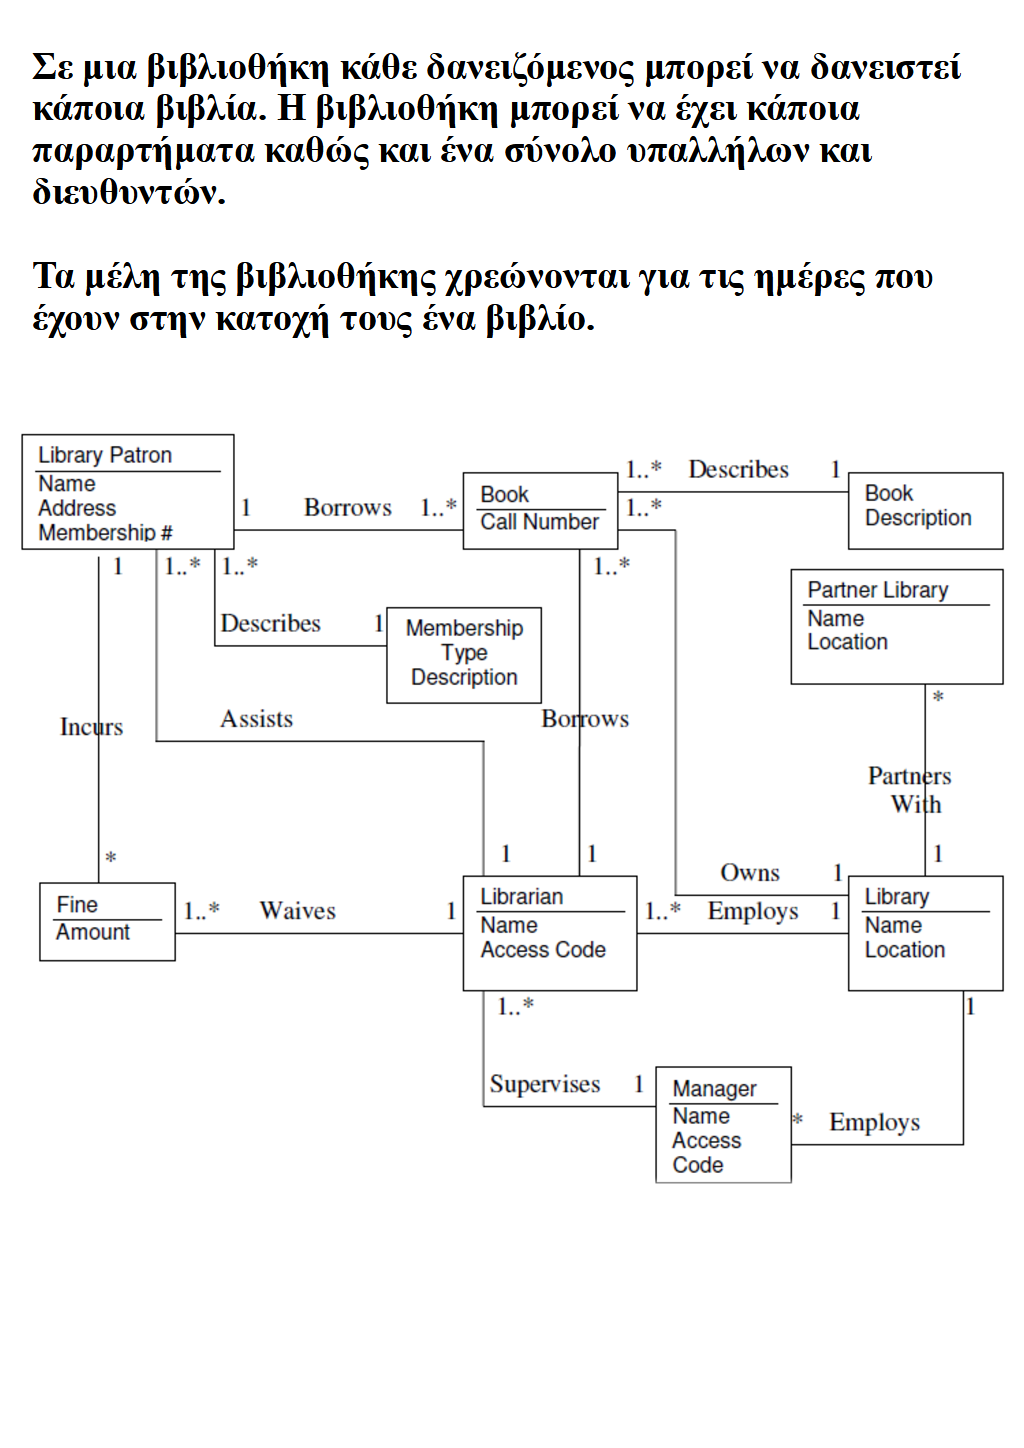 Σε μια βιβλιοθήκη κάθε δανειζόμενος μπορεί να δανειστεί
κάποια βιβλία. Η βιβλιοθήκη μπορεί να έχει κάποια
παραρτήματα καθώς και ένα σύνολο υπαλλήλων και
διευθυντών.
Τα μέλη της βιβλιοθήκης χρεώνονται για τις ημέρες που
έχουν στην κατοχή τους ένα βιβλίο.
Library Patron
Name
Address
Membership #
1 Borrows 1..*
Book
Call Number
1..* Describes 1
1..*
Book
Description
1 1..* 1..*
1..*
Partner Library
Name
Location
Describes 1
Membership
Type
Description
*
Incurs
Assists
Borrows
Partners
With
*
1 1
1
Owns 1
Fine
Amount
1..* Waives 1
Librarian
Name
Access Code
1..* Employs 1
Library
Name
Location
1..*
1
Supervises 1
Manager
Name
Access
Code
* Employs